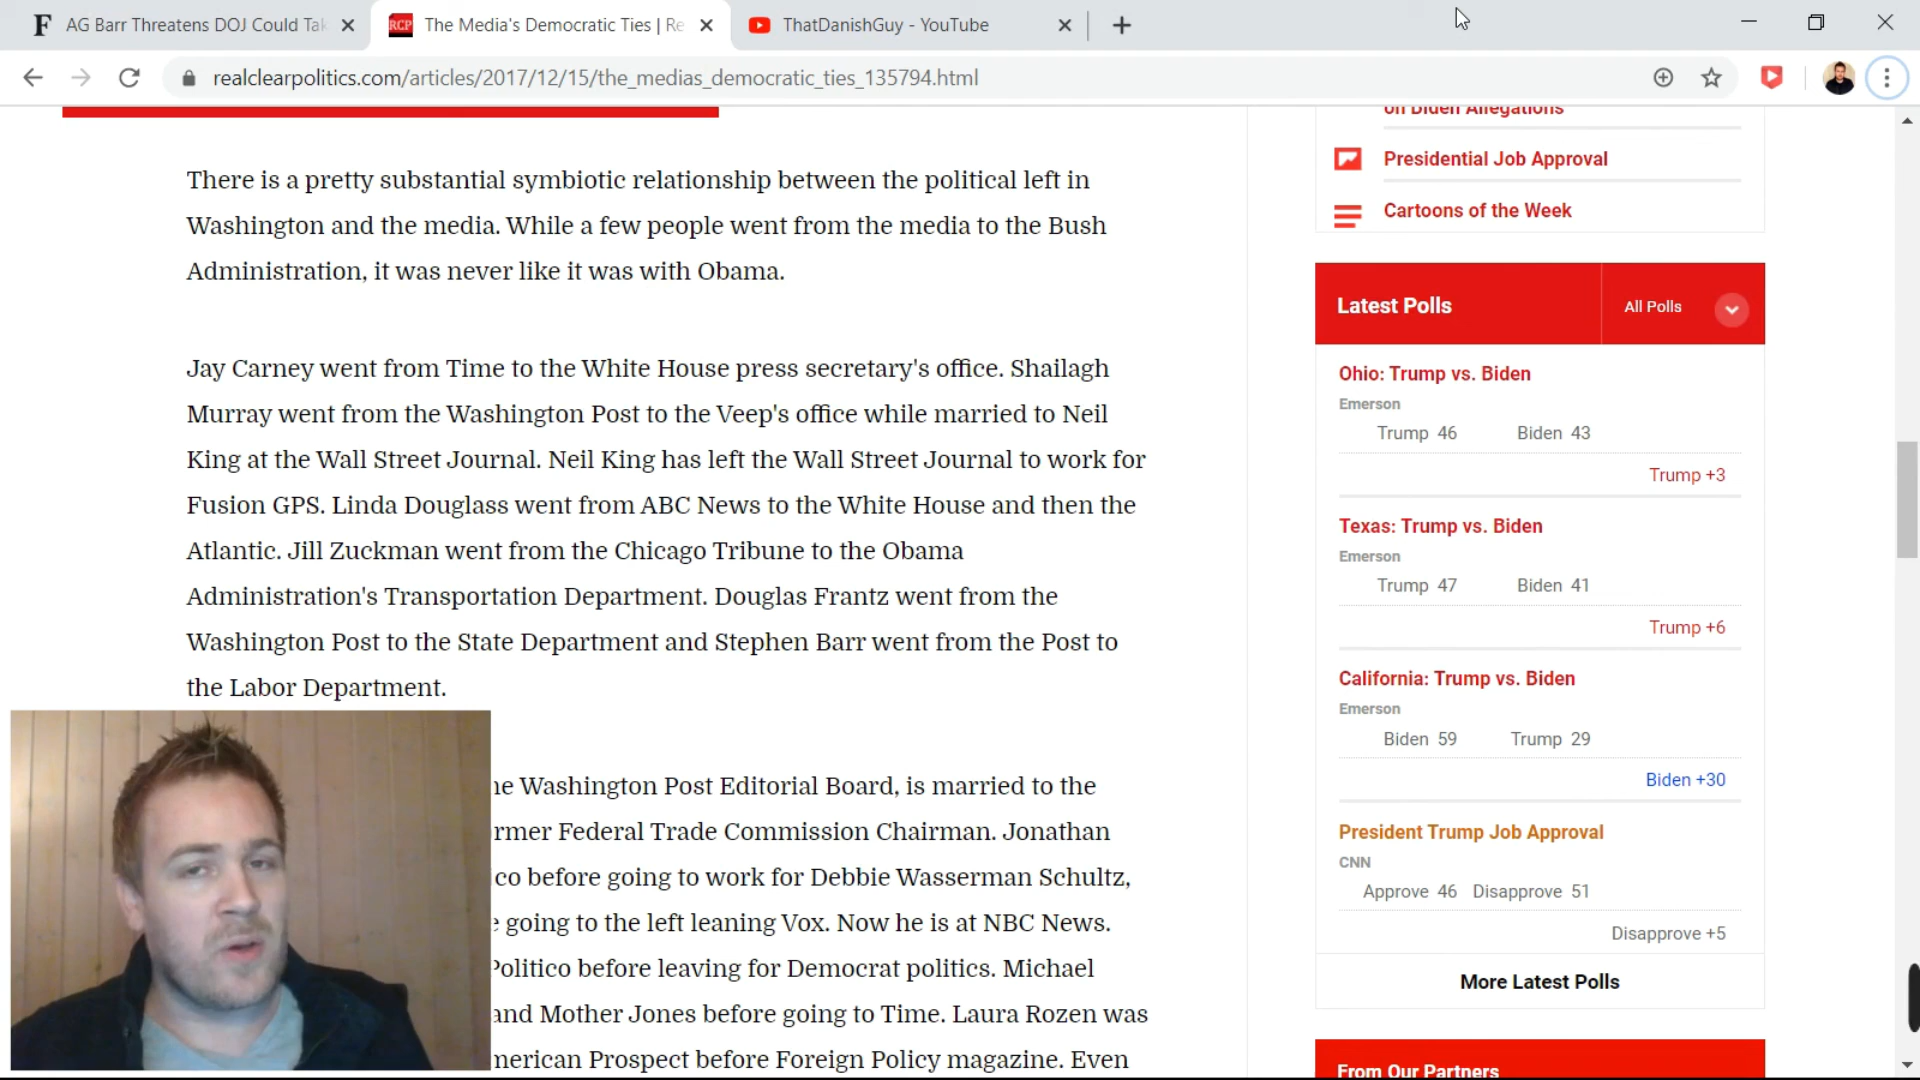 F AG Barr Threatens DOJ Could Tak
RCP The Media's Democratic Ties | Re
ThatDanishGuy - YouTube
realclearpolitics.com/articles/2017/12/15/the_medias_democratic_ties_135794.html
There is a pretty substantial symbiotic relationship between the political left in
Washington and the media. While a few people went from the media to the Bush
Administration, it was never like it was with Obama.
Jay Carney went from Time to the White House press secretary's office. Shailagh
Murray went from the Washington Post to the Veep's office while married to Neil
King at the Wall Street Journal. Neil King has left the Wall Street Journal to work for
Fusion GPS. Linda Douglass went from ABC News to the White House and then the
Atlantic. Jill Zuckman went from the Chicago Tribune to the Obama
Administration's Transportation Department. Douglas Frantz went from the
Washington Post to the State Department and Stephen Barr went from the Post to
the Labor Department.
he Washington Post Editorial Board, is married to the
rmer Federal Trade Commission Chairman. Jonathan
co before going to work for Debbie Wasserman Schultz,
e going to the left leaning Vox. Now he is at NBC News.
Politico before leaving for Democrat politics. Michael
and Mother Jones before going to Time. Laura Rozen was
merican Prospect before Foreign Policy magazine. Even
on Biden Allegations
Presidential Job Approval
Cartoons of the Week
Latest Polls
All Polls
Ohio: Trump vs. Biden
Emerson
Trump 46 Biden 43
Trump +3
Texas: Trump vs. Biden
Emerson
Trump 47 Biden 41
Trump +6
California: Trump vs. Biden
Emerson
Biden 59 Trump 29
Biden +30
President Trump Job Approval
CNN
Approve 46 Disapprove 51
Disapprove +5
More Latest Polls
From Our Partners